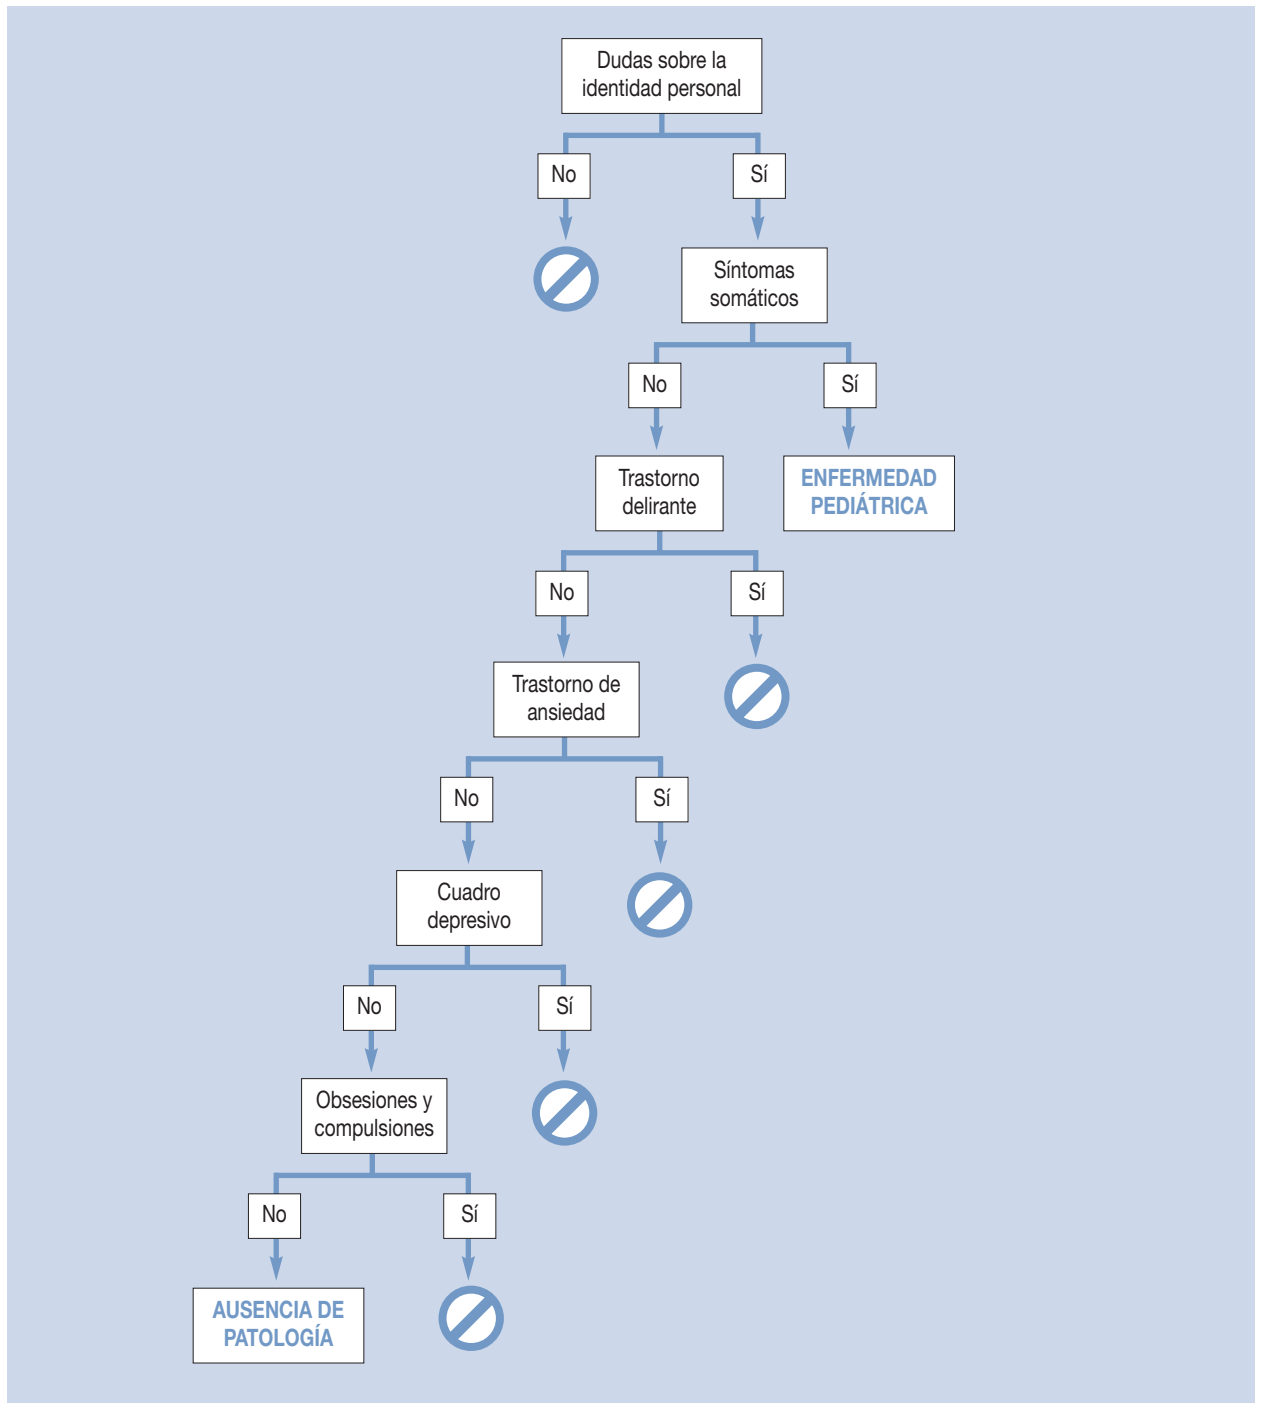 Dudas sobre la
identidad personal
No
Sí
Síntomas
somáticos
No
Sí
Trastorno
delirante
ENFERMEDAD
PEDIÁTRICA
No
Sí
Trastorno de
ansiedad
No
Sí
Cuadro
depresivo
No
Sí
Obsesiones y
compulsiones
No
Sí
AUSENCIA DE
PATOLOGÍA